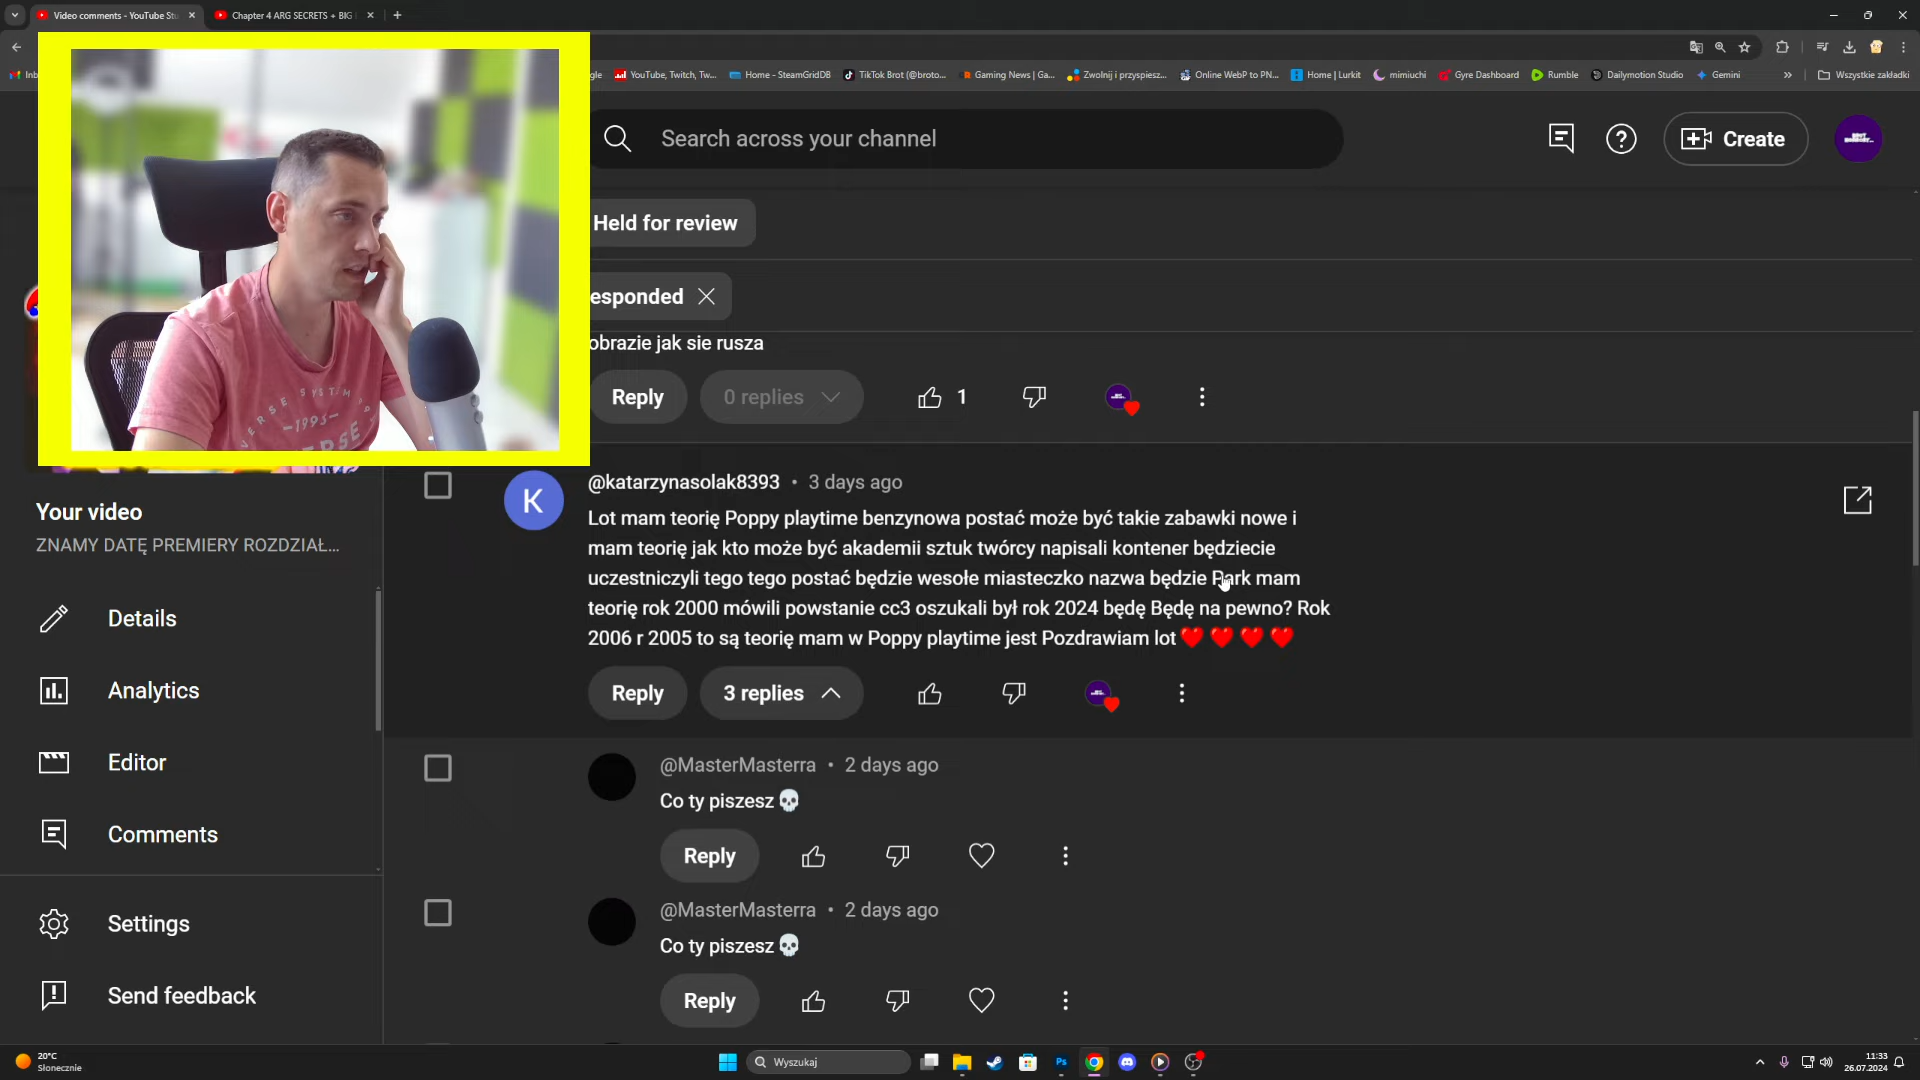 Video comments - YouTube Stu
Chapter 4 ARG SECRETS + BIG
Inb
gle
YouTube, Twitch, Tw...
Home - SteamGridDB
TikTok Brot (@broto...
Gaming News | Ga...
Zwolnij i przyspiesz...
Online WebP to PN...
Home | Lurkit
mimiuchi
Gyre Dashboard
Rumble
Dailymotion Studio
Gemini
»
Wszystkie zakładki
Search across your channel
Create
Held for review
esponded
obrazie jak sie rusza
Reply
0 replies
1
@katarzynasolak8393 • 3 days ago
K
Lot mam teorię Poppy playtime benzynowa postać może być takie zabawki nowe i
mam teorię jak kto może być akademii sztuk twórcy napisali kontener będziecie
uczestniczyli tego tego postać będzie wesołe miasteczko nazwa będzie Park mam
teorię rok 2000 mówili powstanie cc3 oszukali był rok 2024 będę Będę na pewno? Rok
2006 r 2005 to są teorię mam w Poppy playtime jest Pozdrawiam lot❤️❤️❤️❤️
Reply
3 replies
@MasterMasterra • 2 days ago
Co ty piszesz💀
Reply
@MasterMasterra • 2 days ago
Co ty piszesz💀
Reply
Your video
ZNAMY DATĘ PREMIERY ROZDZIAŁ...
Details
Analytics
Editor
Comments
Settings
Send feedback
-1995-
20°C
Słonecznie
Wyszukaj
Ps
11:33
26.07.2024